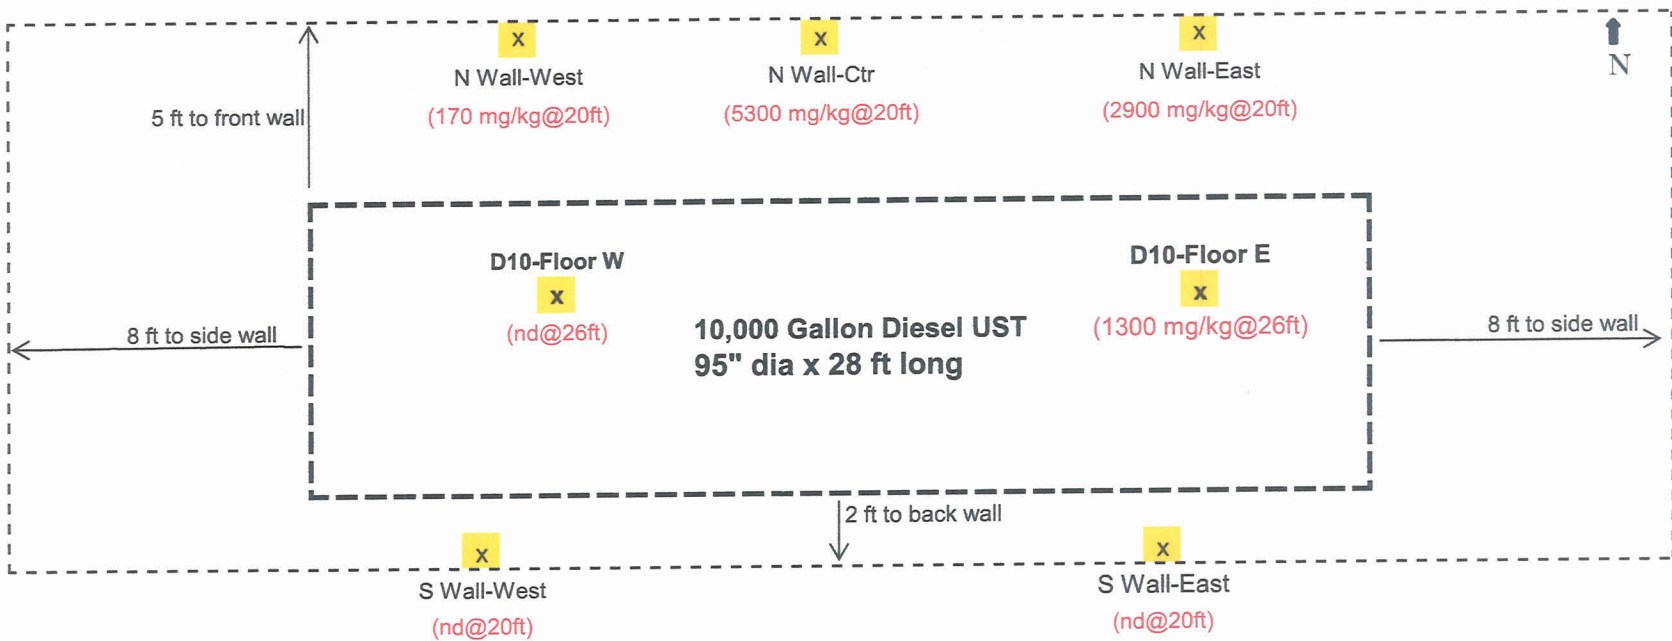 N
N Wall-West
(170 mg/kg@20ft)
N Wall-Ctr
(5300 mg/kg@20ft)
N Wall-East
(2900 mg/kg@20ft)
5 ft to front wall
D10-Floor W
(nd@26ft)
D10-Floor E
(1300 mg/kg@26ft)
10,000 Gallon Diesel UST
95" dia x 28 ft long
8 ft to side wall
8 ft to side wall
2 ft to back wall
S Wall-West
(nd@20ft)
S Wall-East
(nd@20ft)
X
X
X
X
X
X
X